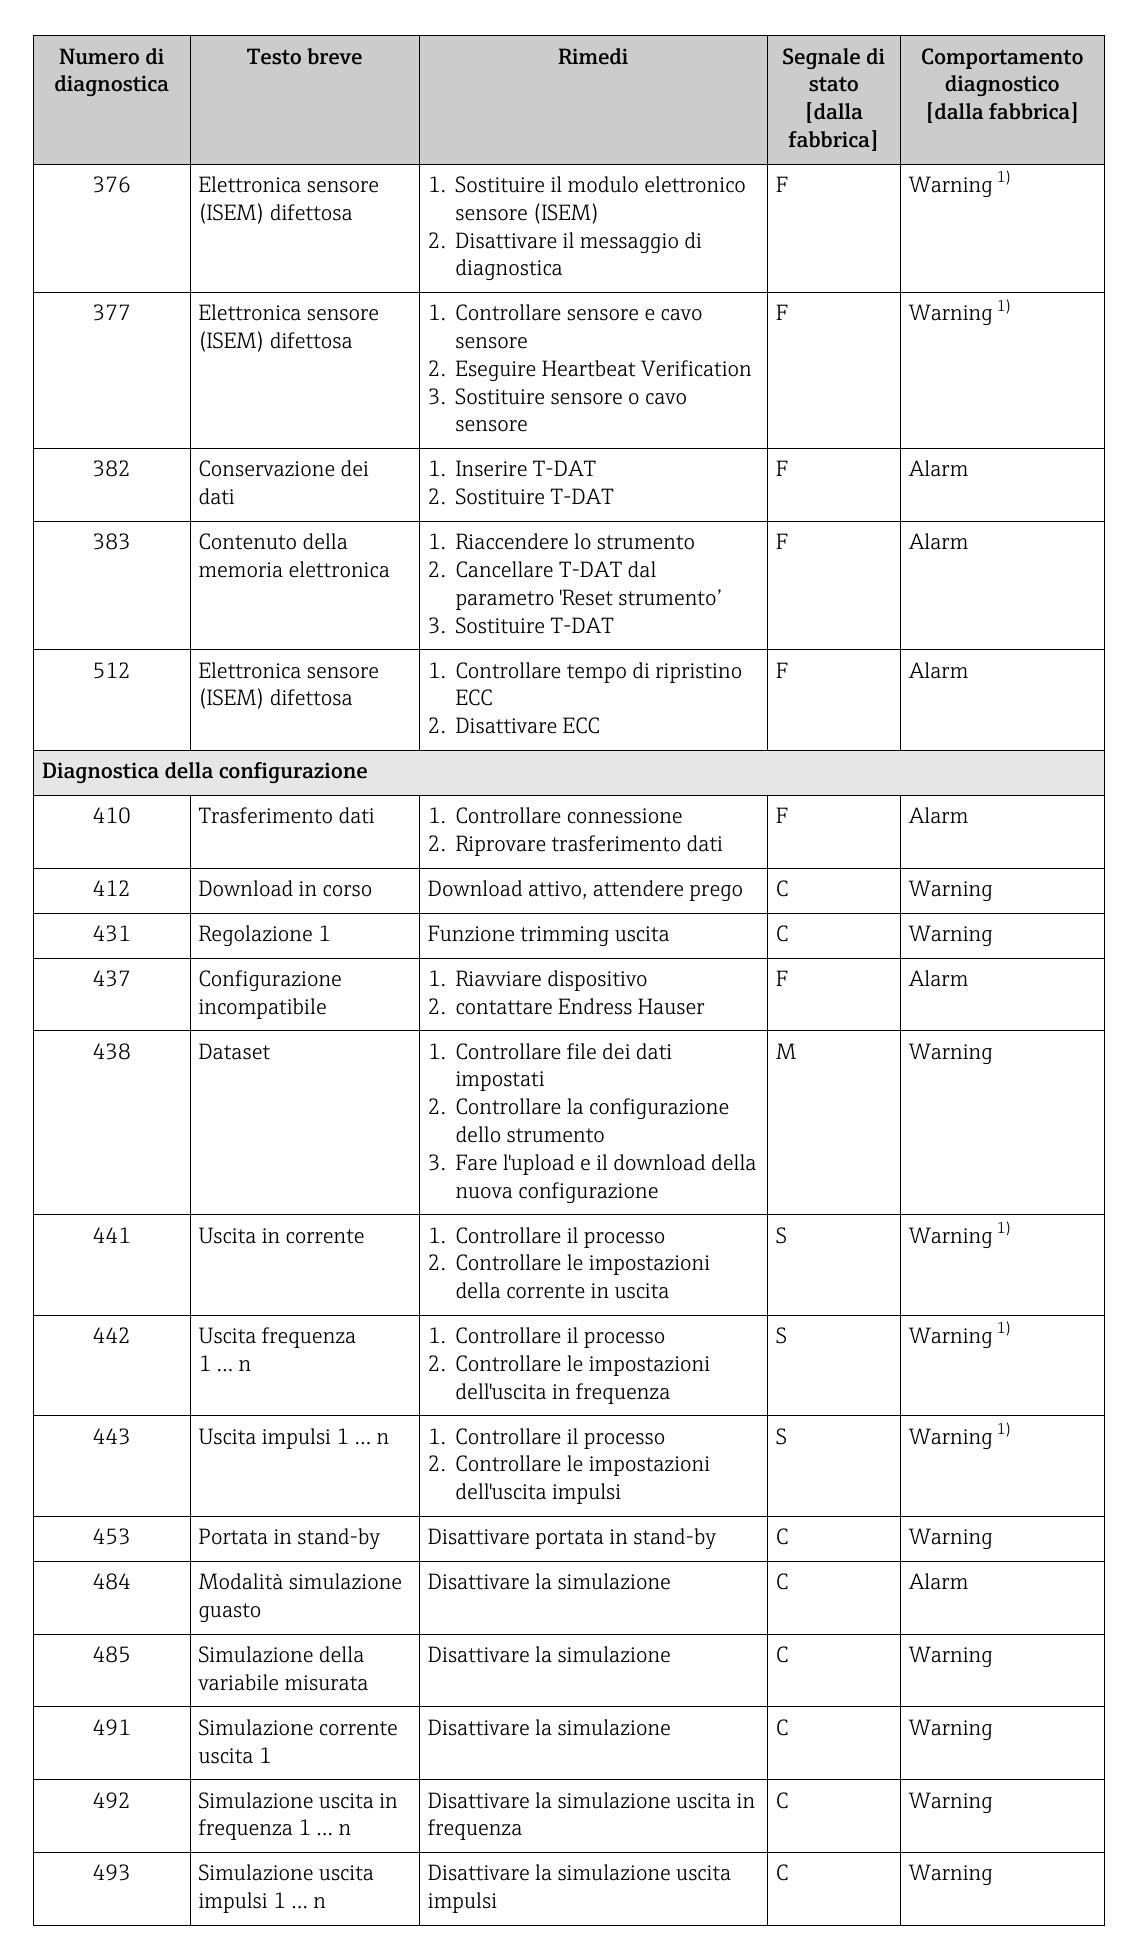 Numero di
diagnostica
Testo breve
Rimedi
Segnale di
stato
[dalla
fabbrica]
Comportamento
diagnostico
[dalla fabbrica]
376
Elettronica sensore
(ISEM) difettosa
1. Sostituire il modulo elettronico
sensore (ISEM)
2. Disattivare il messaggio di
diagnostica
F
Warning 1)
377
Elettronica sensore
(ISEM) difettosa
1. Controllare sensore e cavo
sensore
2. Eseguire Heartbeat Verification
3. Sostituire sensore o cavo
sensore
F
Warning 1)
382
Conservazione dei
dati
1. Inserire T-DAT
2. Sostituire T-DAT
F
Alarm
383
Contenuto della
memoria elettronica
1. Riaccendere lo strumento
2. Cancellare T-DAT dal
parametro 'Reset strumento’
3. Sostituire T-DAT
F
Alarm
512
Elettronica sensore
(ISEM) difettosa
1. Controllare tempo di ripristino
ECC
2. Disattivare ECC
F
Alarm
Diagnostica della configurazione
410
Trasferimento dati
1. Controllare connessione
2. Riprovare trasferimento dati
F
Alarm
412
Download in corso
Download attivo, attendere prego
C
Warning
431
Regolazione 1
Funzione trimming uscita
C
Warning
437
Configurazione
incompatibile
1. Riavviare dispositivo
2. contattare Endress Hauser
F
Alarm
438
Dataset
1. Controllare file dei dati
impostati
2. Controllare la configurazione
dello strumento
3. Fare l'upload e il download della
nuova configurazione
M
Warning
441
Uscita in corrente
1. Controllare il processo
2. Controllare le impostazioni
della corrente in uscita
S
Warning 1)
442
Uscita frequenza
1 ... n
1. Controllare il processo
2. Controllare le impostazioni
dell'uscita in frequenza
S
Warning 1)
443
Uscita impulsi 1 ... n
1. Controllare il processo
2. Controllare le impostazioni
dell'uscita impulsi
S
Warning 1)
453
Portata in stand-by
Disattivare portata in stand-by
C
Warning
484
Modalità simulazione
guasto
Disattivare la simulazione
C
Alarm
485
Simulazione della
variabile misurata
Disattivare la simulazione
C
Warning
491
Simulazione corrente
uscita 1
Disattivare la simulazione
C
Warning
492
Simulazione uscita in
frequenza 1 ... n
Disattivare la simulazione uscita in
frequenza
C
Warning
493
Simulazione uscita
impulsi 1 ... n
Disattivare la simulazione uscita
impulsi
C
Warning